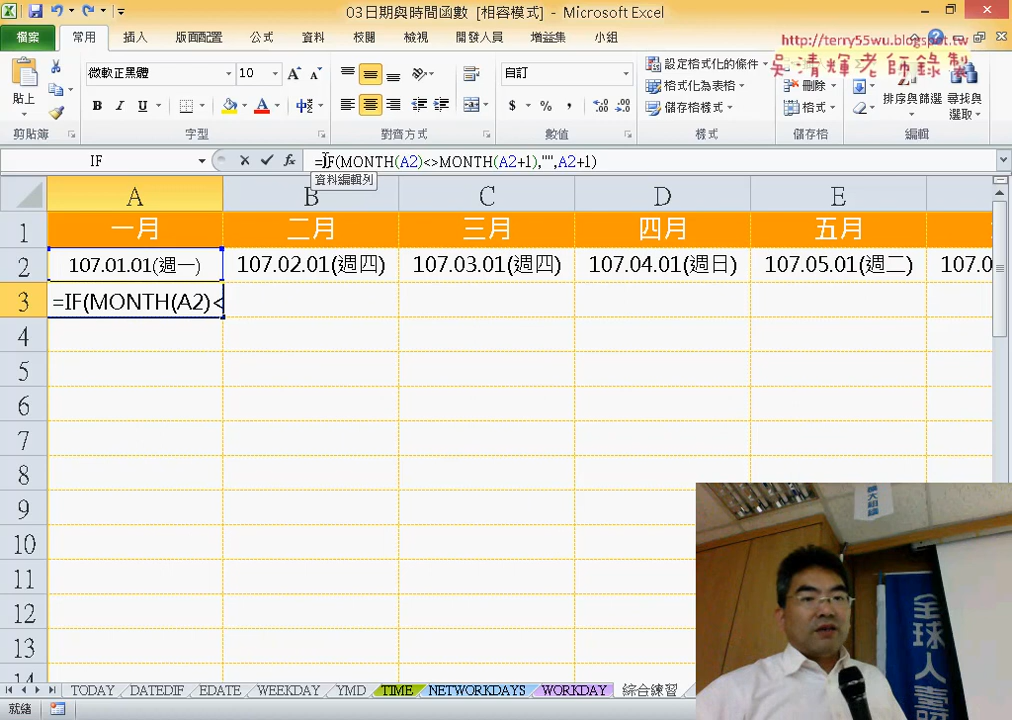 03日期與時間函數 [相容模式] - Microsoft Excel
檔案 常用 插入 版面配置 公式 資料 校閱 檢視 開發人員 增益集 小組
http://terry55wu.blogspot.tw
吳清輝老師錄製
貼上
微軟正黑體 10
自訂
設定格式化的條件
格式化為表格
儲存格樣式
刪除
格式
排序與篩選 尋找與選取
剪貼簿 字型 對齊方式 數值 樣式 儲存格 編輯
IF =IF(MONTH(A2)<>MONTH(A2+1),"",A2+1)
資料編輯列
A B C D E
1 一月 二月 三月 四月 五月
2 107.01.01(週一) 107.02.01(週四) 107.03.01(週四) 107.04.01(週日) 107.05.01(週二) 107.0
3 =IF(MONTH(A2)<
4
5
6
7
8
9
10
11
12
13
14
全球人壽
TODAY DATEDIF EDATE WEEKDAY YMD TIME NETWORKDAYS WORKDAY 綜合練習
就緒